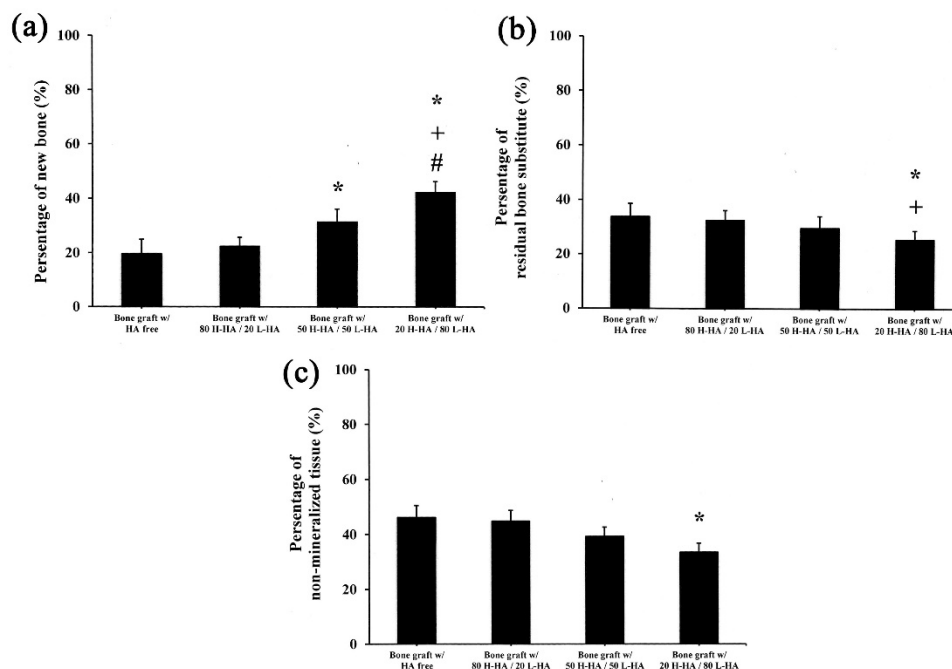 (a)
Persentage of new bone (%)
100
80
60
40
20
0
*
*
+
#
Bone graft w/
HA free
Bone graft w/
80 H-HA / 20 L-HA
Bone graft w/
50 H-HA / 50 L-HA
Bone graft w/
20 H-HA / 80 L-HA
(b)
Persentage of
residual bone substitute (%)
100
80
60
40
20
0
*
+
Bone graft w/
HA free
Bone graft w/
80 H-HA / 20 L-HA
Bone graft w/
50 H-HA / 50 L-HA
Bone graft w/
20 H-HA / 80 L-HA
(c)
Persentage of
non-mineralized tissue (%)
100
80
60
40
20
0
*
Bone graft w/
HA free
Bone graft w/
80 H-HA / 20 L-HA
Bone graft w/
50 H-HA / 50 L-HA
Bone graft w/
20 H-HA / 80 L-HA